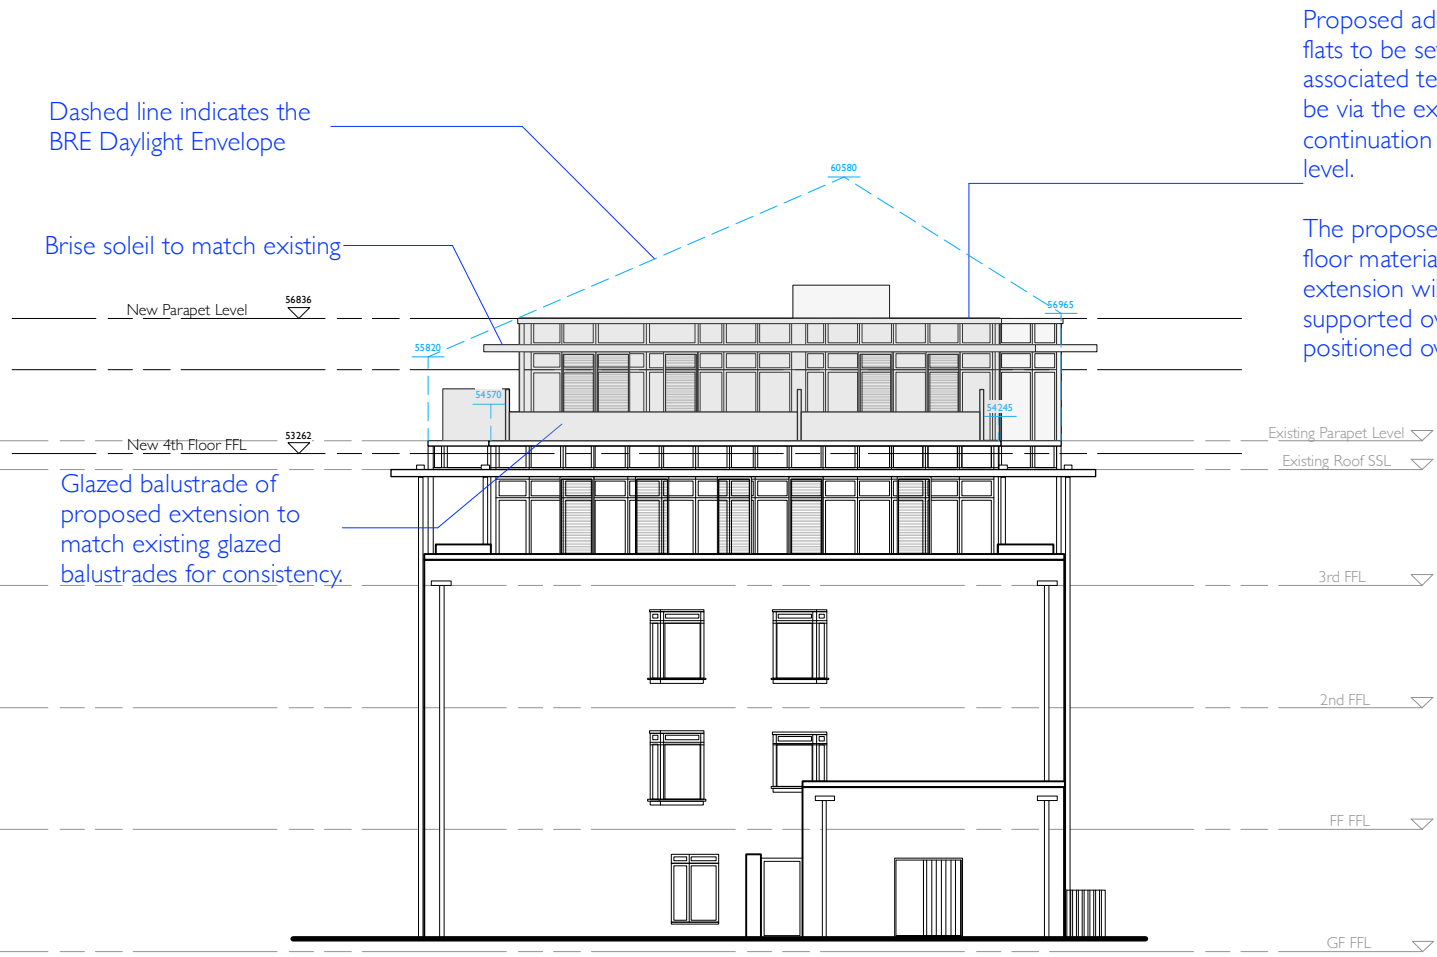 Proposed ad
flats to be se
associated te
be via the ex
continuation
level.
Dashed line indicates the
BRE Daylight Envelope
60580
The propose
floor materia
extension wi
supported ov
positioned ov
Brise soleil to match existing
New Parapet Level
56836
56965
55820
54570
54245
New 4th Floor FFL
53262
Existing Parapet Level
Existing Roof SSL
Glazed balustrade of
proposed extension to
match existing glazed
balustrades for consistency.
3rd FFL
2nd FFL
FF FFL
GF FFL